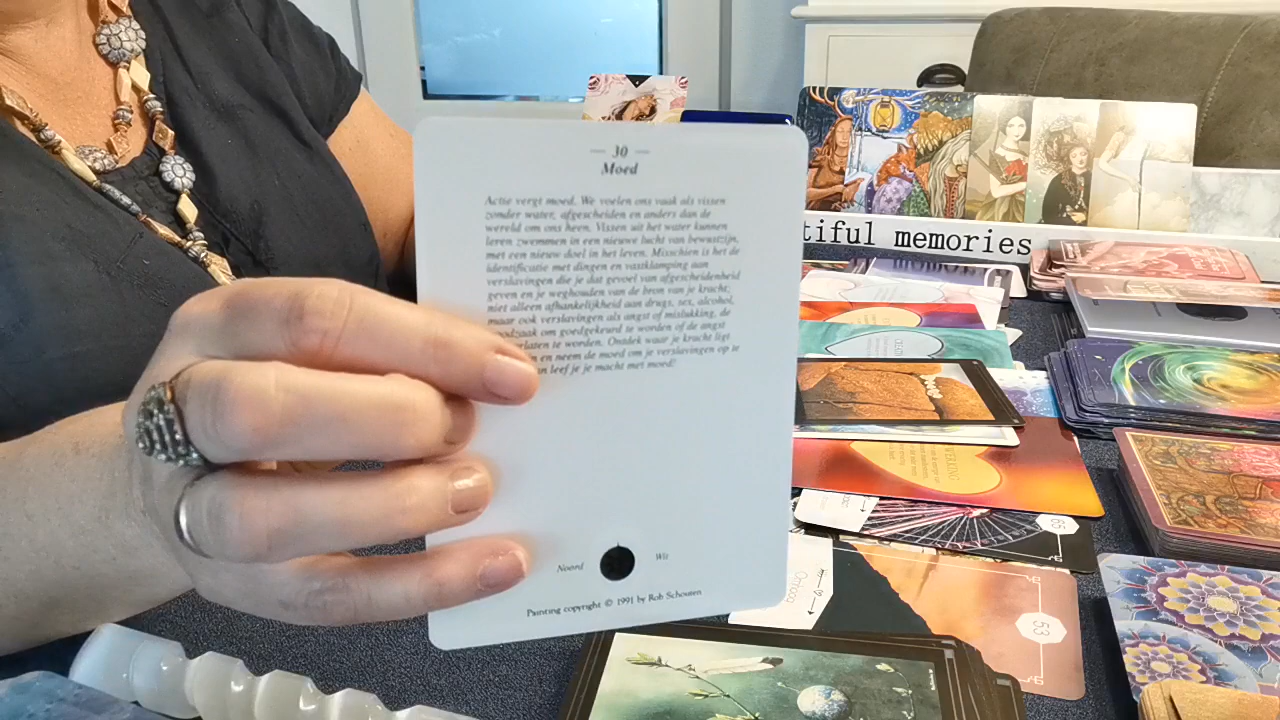 — 30 —
Moed
Actie vergt moed. We voelen ons vaak als vissen
zonder water, afgescheiden en anders dan de
wereld om ons heen. Vissen uit het water kunnen
leren zwemmen in een nieuwe lucht van bewustzijn,
met een nieuw doel in het leven. Misschien is het de
identificatie met dingen en vastklamping aan
verslavingen die je dat gevoel van afgescheidenheid
geven en je weghouden van de bron van je kracht;
niet alleen afhankelijkheid aan drugs, sex, alcohol,
maar ook verslavingen als angst of mislukking, de
noodzaak om goedgekeurd te worden of de angst
verlaten te worden. Ontdek waar je kracht ligt
en neem de moed om je verslavingen op te
leef je je macht met moed!
Noord Wit
Painting copyright © 1991 by Rob Schouten
tiful memories
65
53